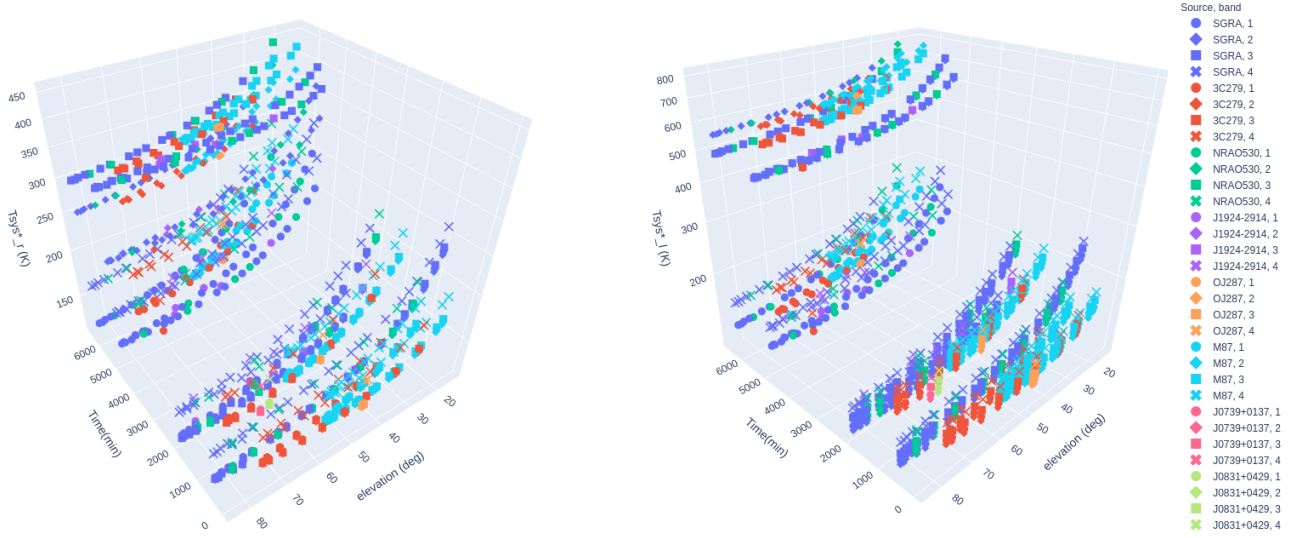 450
400
350
300
250
200
150
Tsys*_r (K)
6000
5000
4000
3000
2000
1000
0
Time(min)
80
70
60
50
40
30
20
elevation (deg)
800
700
600
500
400
300
200
Tsys*_l (K)
6000
5000
4000
3000
2000
1000
0
Time(min)
80
70
60
50
40
30
20
elevation (deg)
Source, band
SGRA, 1
SGRA, 2
SGRA, 3
SGRA, 4
3C279, 1
3C279, 2
3C279, 3
3C279, 4
NRAO530, 1
NRAO530, 2
NRAO530, 3
NRAO530, 4
J1924-2914, 1
J1924-2914, 2
J1924-2914, 3
J1924-2914, 4
OJ287, 1
OJ287, 2
OJ287, 3
OJ287, 4
M87, 1
M87, 2
M87, 3
M87, 4
J0739+0137, 1
J0739+0137, 2
J0739+0137, 3
J0739+0137, 4
J0831+0429, 1
J0831+0429, 2
J0831+0429, 3
J0831+0429, 4